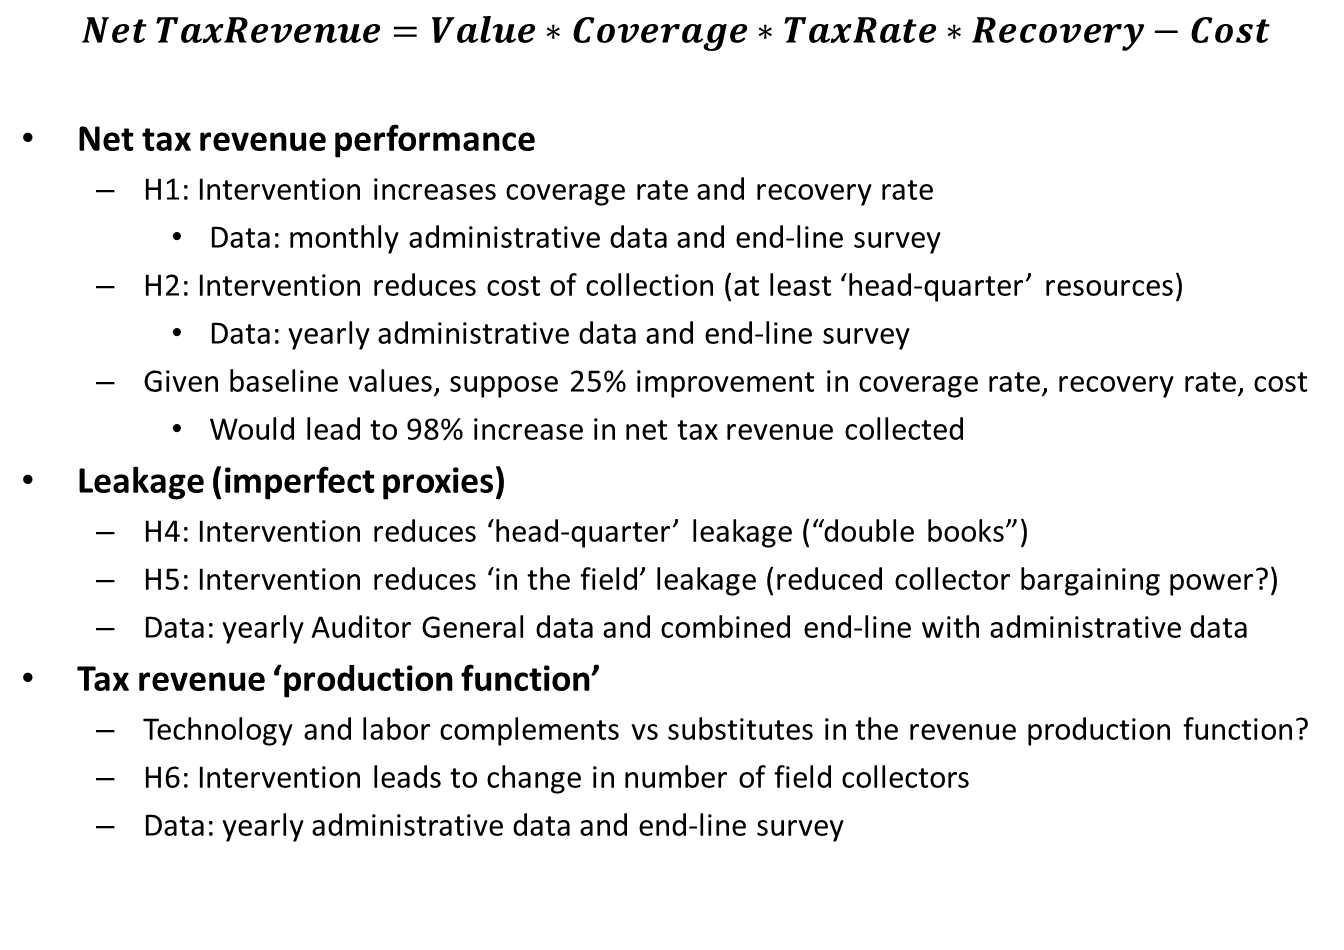 Net TaxRevenue = Value * Coverage * TaxRate * Recovery − Cost
• Net tax revenue performance
– H1: Intervention increases coverage rate and recovery rate
• Data: monthly administrative data and end-line survey
– H2: Intervention reduces cost of collection (at least ‘head-quarter’ resources)
• Data: yearly administrative data and end-line survey
– Given baseline values, suppose 25% improvement in coverage rate, recovery rate, cost
• Would lead to 98% increase in net tax revenue collected
• Leakage (imperfect proxies)
– H4: Intervention reduces ‘head-quarter’ leakage (“double books”)
– H5: Intervention reduces ‘in the field’ leakage (reduced collector bargaining power?)
– Data: yearly Auditor General data and combined end-line with administrative data
• Tax revenue ‘production function’
– Technology and labor complements vs substitutes in the revenue production function?
– H6: Intervention leads to change in number of field collectors
– Data: yearly administrative data and end-line survey